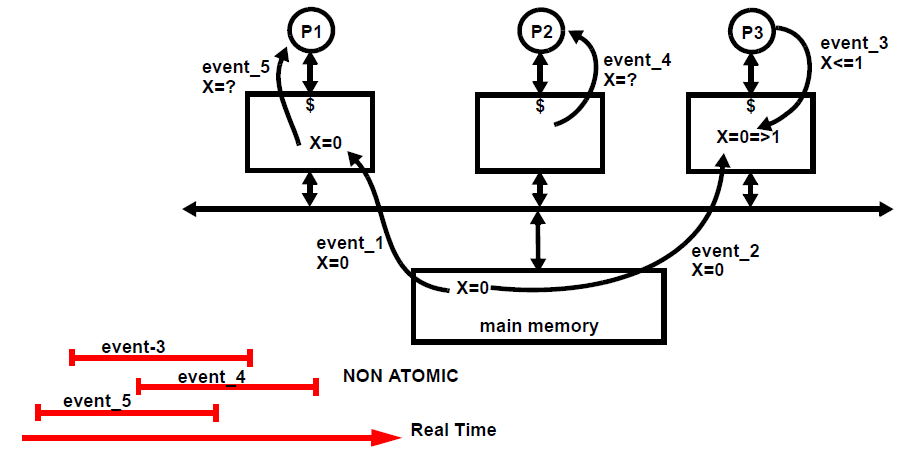 P1
P2
P3
event_5
X=?
$
X=0
event_4
X=?
$
event_3
X<=1
$
X=0=>1
event_1
X=0
event_2
X=0
X=0
main memory
event-3
event_4
NON ATOMIC
event_5
Real Time